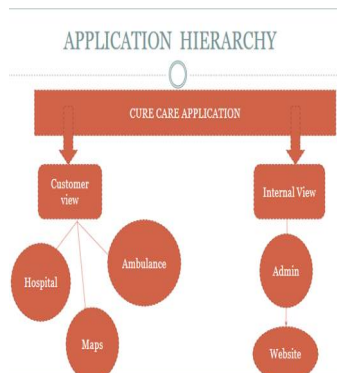 APPLICATION HIERARCHY
CURE CARE APPLICATION
Customer
view
Internal View
Hospital
Ambulance
Admin
Maps
Website